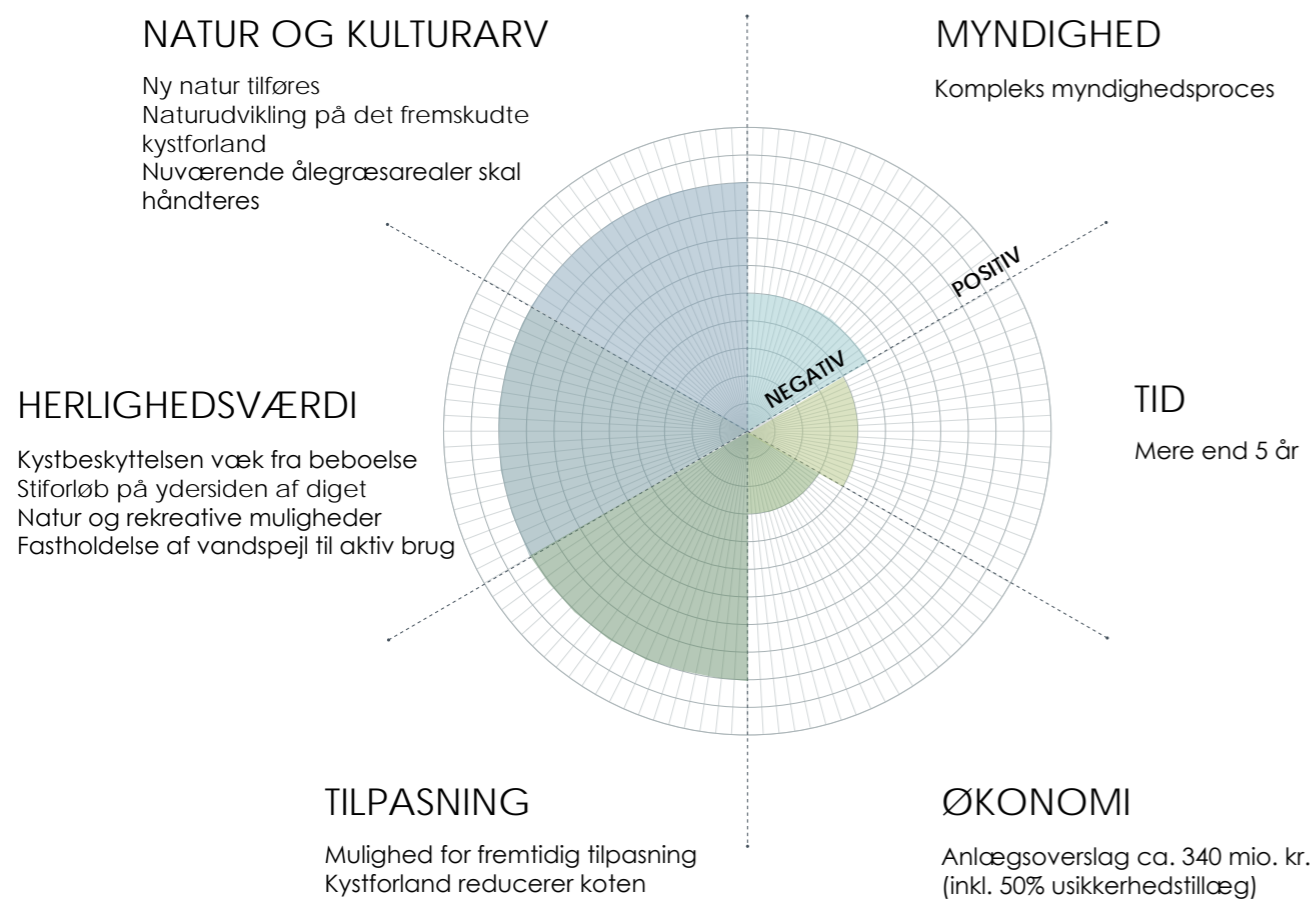 NATUR OG KULTURARV
Ny natur tilføres
Naturudvikling på det fremskudte
kystforland
Nuværende ålegræsarealer skal
håndteres
MYNDIGHED
Kompleks myndighedsproces
POSITIV
NEGATIV
HERLIGHEDSVÆRDI
Kystbeskyttelsen væk fra beboelse
Stiforløb på ydersiden af diget
Natur og rekreative muligheder
Fastholdelse af vandspejl til aktiv brug
TID
Mere end 5 år
TILPASNING
Mulighed for fremtidig tilpasning
Kystforland reducerer koten
ØKONOMI
Anlægsoverslag ca. 340 mio. kr.
(inkl. 50% usikkerhedstillæg)